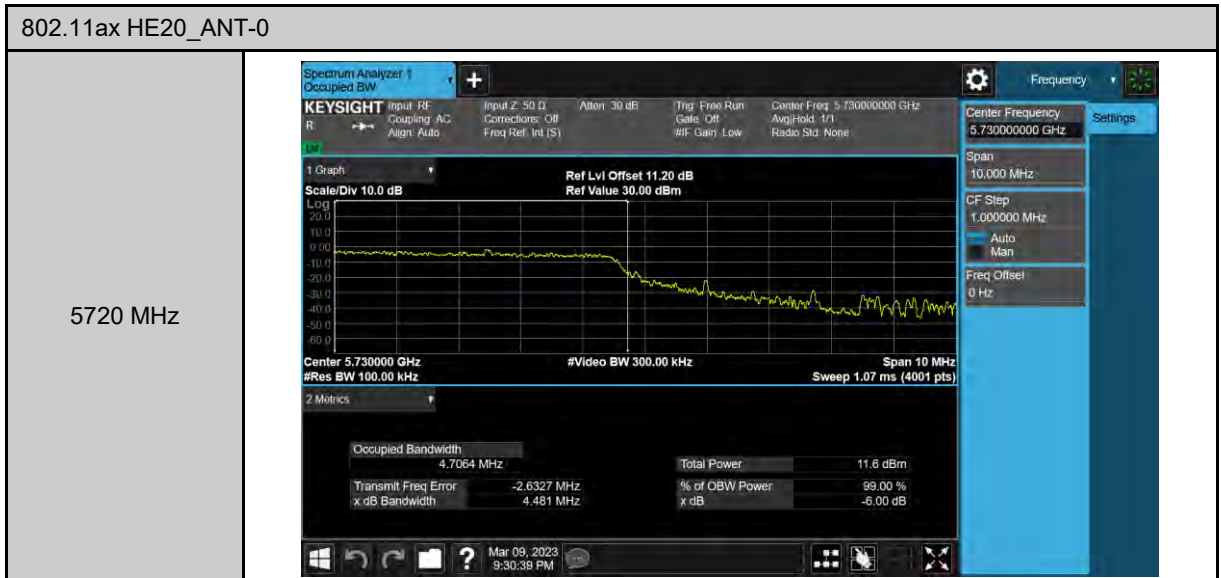 802.11ax HE20_ANT-0
5720 MHz
Spectrum Analyzer 1
Occupied BW
Frequency
KEYSIGHT Input: RF Input Z: 50 Ω Atten: 30 dB Trig: Free Run Center Freq: 5.730000000 GHz
R Coupling: AC Corrections: Off Gate: Off Avg|Hold: 1/1
Align: Auto Freq Ref: Int (S) #IF Gain: Low Radio Std: None
Center Frequency
5.730000000 GHz
Settings
Span
10.000 MHz
CF Step
1.000000 MHz
Auto
Man
Freq Offset
0 Hz
1 Graph
Ref Lvl Offset 11.20 dB
Scale/Div 10.0 dB Ref Value 30.00 dBm
Log
20.0
10.0
0.00
-10.0
-20.0
-30.0
-40.0
-50.0
-60.0
Center 5.730000 GHz #Video BW 300.00 kHz Span 10 MHz
#Res BW 100.00 kHz Sweep 1.07 ms (4001 pts)
2 Metrics
Occupied Bandwidth
4.7064 MHz Total Power 11.6 dBm
Transmit Freq Error -2.6327 MHz % of OBW Power 99.00 %
x dB Bandwidth 4.481 MHz x dB -6.00 dB
?
Mar 09, 2023
9:30:39 PM